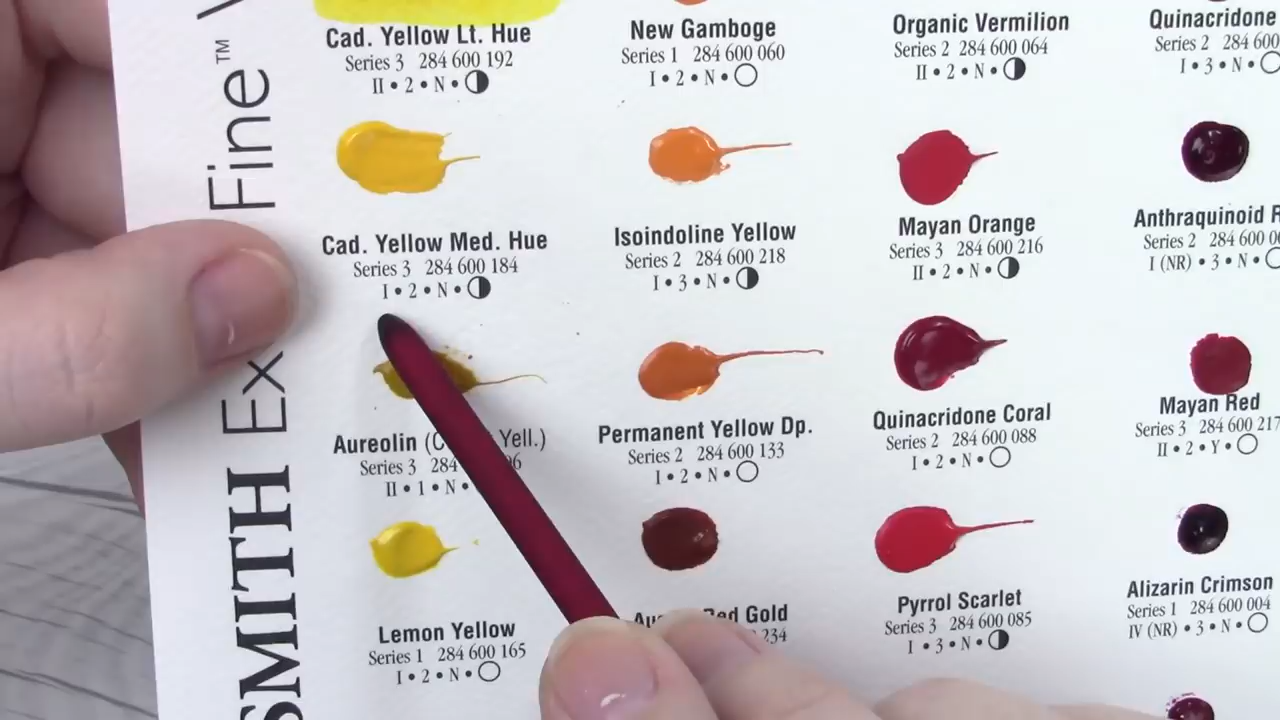 SMITH Ex Fine™
Cad. Yellow Lt. Hue
Series 3 284 600 192
II • 2 • N •
Cad. Yellow Med. Hue
Series 3 284 600 184
I • 2 • N •
Aureolin Yell.)
Series 3 284
II • 1 • N •
Lemon Yellow
Series 1 284 600 165
I • 2 • N •
New Gamboge
Series 1 284 600 060
I • 2 • N •
Isoindoline Yellow
Series 2 284 600 218
I • 3 • N •
Permanent Yellow Dp.
Series 2 284 600 133
I • 2 • N •
Red Gold
234
Organic Vermilion
Series 2 284 600 064
II • 2 • N •
Mayan Orange
Series 3 284 600 216
II • 2 • N •
Quinacridone Coral
Series 2 284 600 088
I • 2 • N •
Pyrrol Scarlet
Series 3 284 600 085
I • 3 • N •
Quinacridone
Series 2 284 600
I • 3 • N •
Anthraquinoid R
Series 2 284 600
I (NR) • 3 • N •
Mayan Red
Series 3 284 600 217
II • 2 • Y •
Alizarin Crimson
Series 1 284 600 004
IV (NR) • 3 • N •